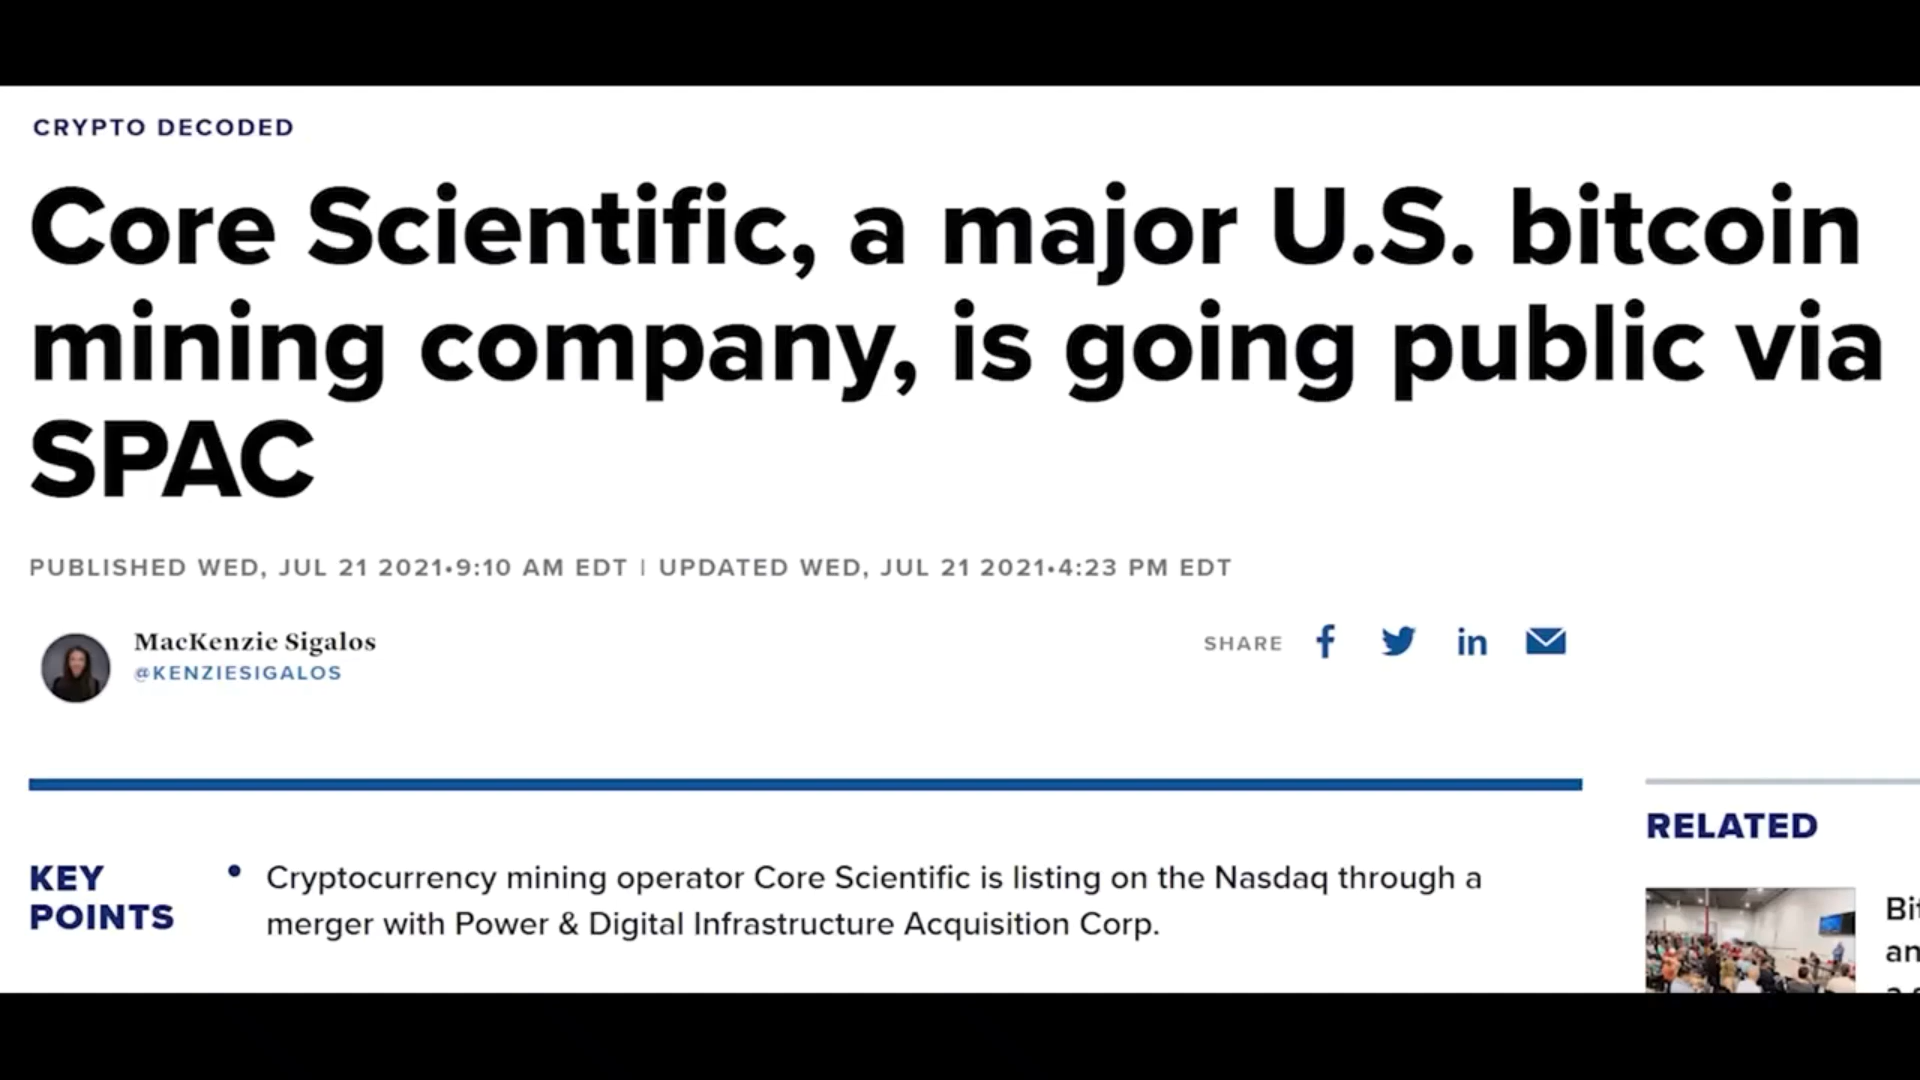 CRYPTO DECODED
Core Scientific, a major U.S. bitcoin
mining company, is going public via
SPAC
PUBLISHED WED, JUL 21 2021•9:10 AM EDT | UPDATED WED, JUL 21 2021•4:23 PM EDT
MacKenzie Sigalos
@KENZIESIGALOS
SHARE
KEY
POINTS
• Cryptocurrency mining operator Core Scientific is listing on the Nasdaq through a
merger with Power & Digital Infrastructure Acquisition Corp.
RELATED